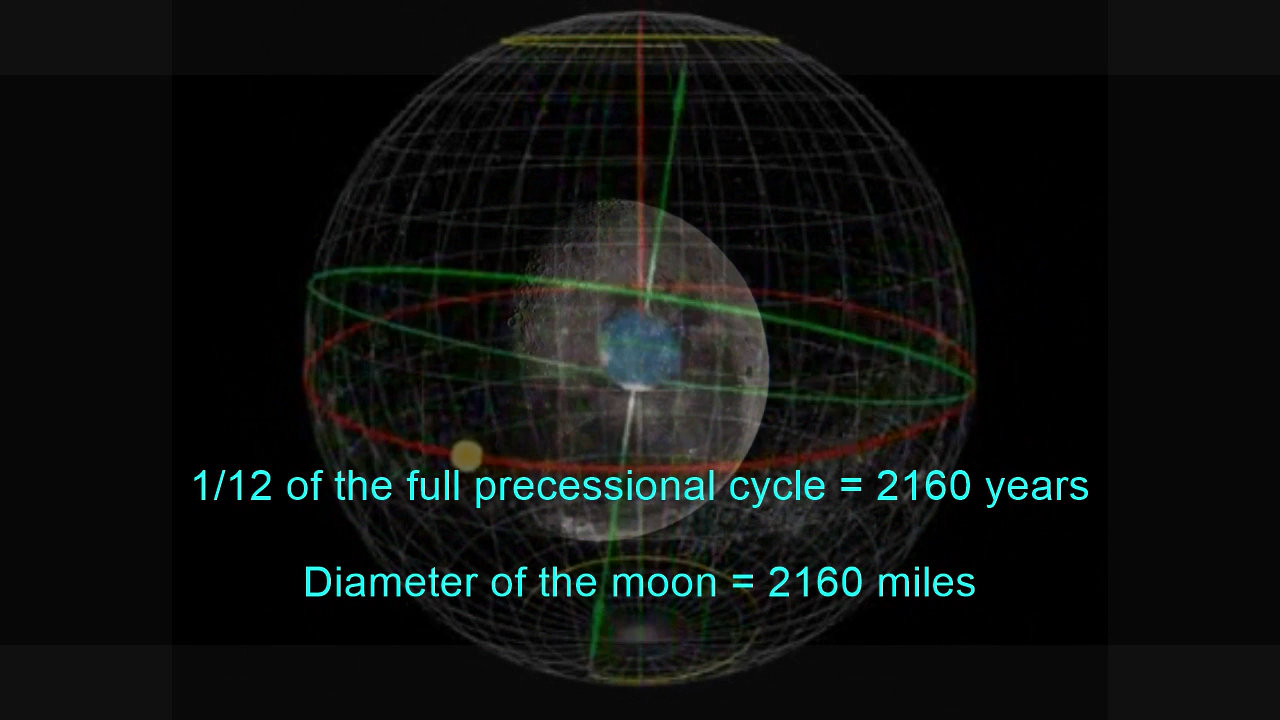 1/12 of the full precessional cycle = 2160 years
Diameter of the moon = 2160 miles